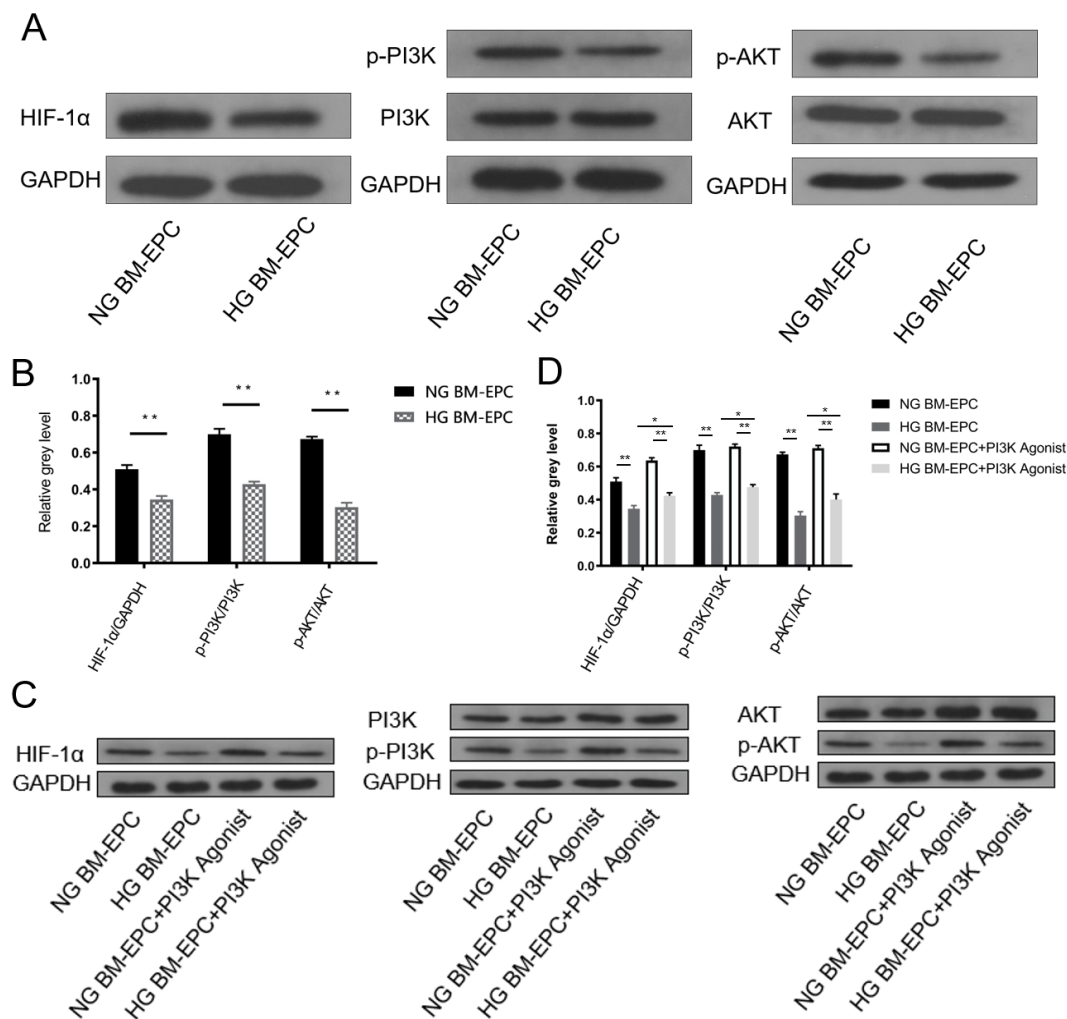 A
p-PI3K
p-AKT
HIF-1α
PI3K
AKT
GAPDH
GAPDH
GAPDH
NG BM-EPC
HG BM-EPC
NG BM-EPC
HG BM-EPC
NG BM-EPC
HG BM-EPC
B
Relative grey level
1.0
0.8
0.6
0.4
0.2
0.0
**
**
**
HIF-1α/GAPDH
p-PI3K/PI3K
p-AKT/AKT
NG BM-EPC
HG BM-EPC
D
Relative grey level
1.0
0.8
0.6
0.4
0.2
0.0
*
**
**
*
**
**
*
**
**
HIF-1α/GAPDH
p-PI3K/PI3K
p-AKT/AKT
NG BM-EPC
HG BM-EPC
NG BM-EPC+PI3K Agonist
HG BM-EPC+PI3K Agonist
C
HIF-1α
GAPDH
NG BM-EPC
HG BM-EPC
NG BM-EPC+PI3K Agonist
HG BM-EPC+PI3K Agonist
PI3K
p-PI3K
GAPDH
NG BM-EPC
HG BM-EPC
NG BM-EPC+PI3K Agonist
HG BM-EPC+PI3K Agonist
AKT
p-AKT
GAPDH
NG BM-EPC
HG BM-EPC
NG BM-EPC+PI3K Agonist
HG BM-EPC+PI3K Agonist